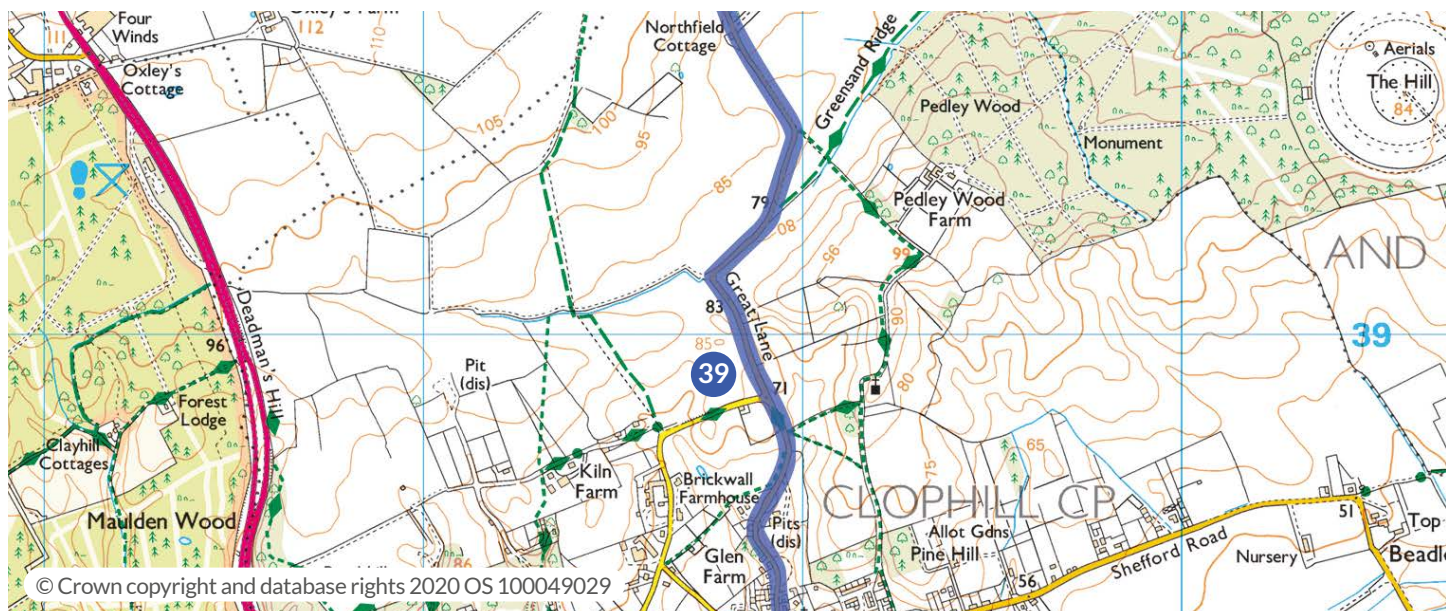 Four
Winds
111
112
110
Oxley's
Cottage
Northfield
Cottage
Greensand Ridge
Aerials
The Hill
84
Pedley Wood
Monument
105
100
95
85
79
80
95
Pedley Wood
Farm
99
AND
83
Great Lane
90
39
85
39
71
80
Deadman's Hill
96
Pit
(dis)
Forest
Lodge
Clayhill
Cottages
Kiln
Farm
Brickwall
Farmhouse
65
75
CLOPHILL CP
Maulden Wood
Pits
(dis)
Glen
Farm
Allot Gdns
Pine Hill
86
56
Shefford Road
Nursery
51
Top
© Crown copyright and database rights 2020 OS 100049029